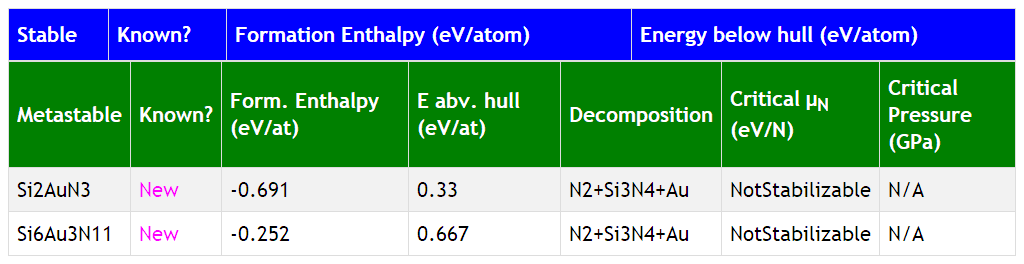 Stable Known? Formation Enthalpy (eV/atom) Energy below hull (eV/atom)
Metastable Known? Form. Enthalpy (eV/at) E abv. hull (eV/at) Decomposition Critical μN (eV/N) Critical Pressure (GPa)
Si2AuN3 New -0.691 0.33 N2+Si3N4+Au NotStabilizable N/A
Si6Au3N11 New -0.252 0.667 N2+Si3N4+Au NotStabilizable N/A